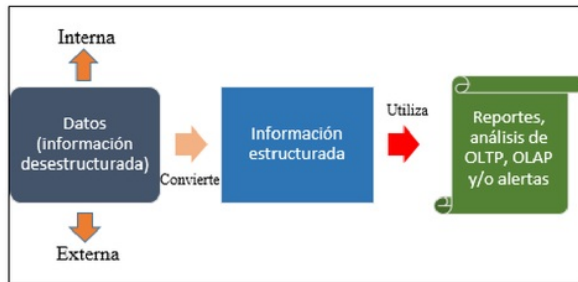 Interna
Datos
(información
desestructurada)
Convierte
Información
estructurada
Utiliza
Reportes,
análisis de
OLTP, OLAP
y/o alertas
Externa